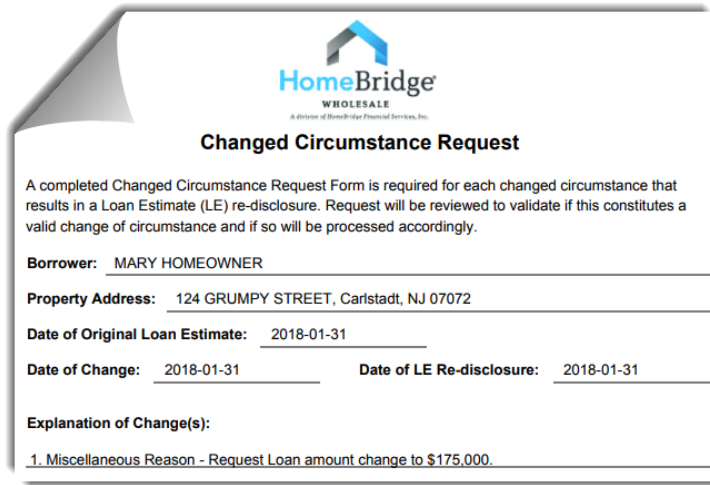 HomeBridge
WHOLESALE
A division of HomeBridge Financial Services, Inc.
Changed Circumstance Request
A completed Changed Circumstance Request Form is required for each changed circumstance that
results in a Loan Estimate (LE) re-disclosure. Request will be reviewed to validate if this constitutes a
valid change of circumstance and if so will be processed accordingly.
Borrower: MARY HOMEOWNER
Property Address: 124 GRUMPY STREET, Carlstadt, NJ 07072
Date of Original Loan Estimate: 2018-01-31
Date of Change: 2018-01-31 Date of LE Re-disclosure: 2018-01-31
Explanation of Change(s):
1. Miscellaneous Reason - Request Loan amount change to $175,000.